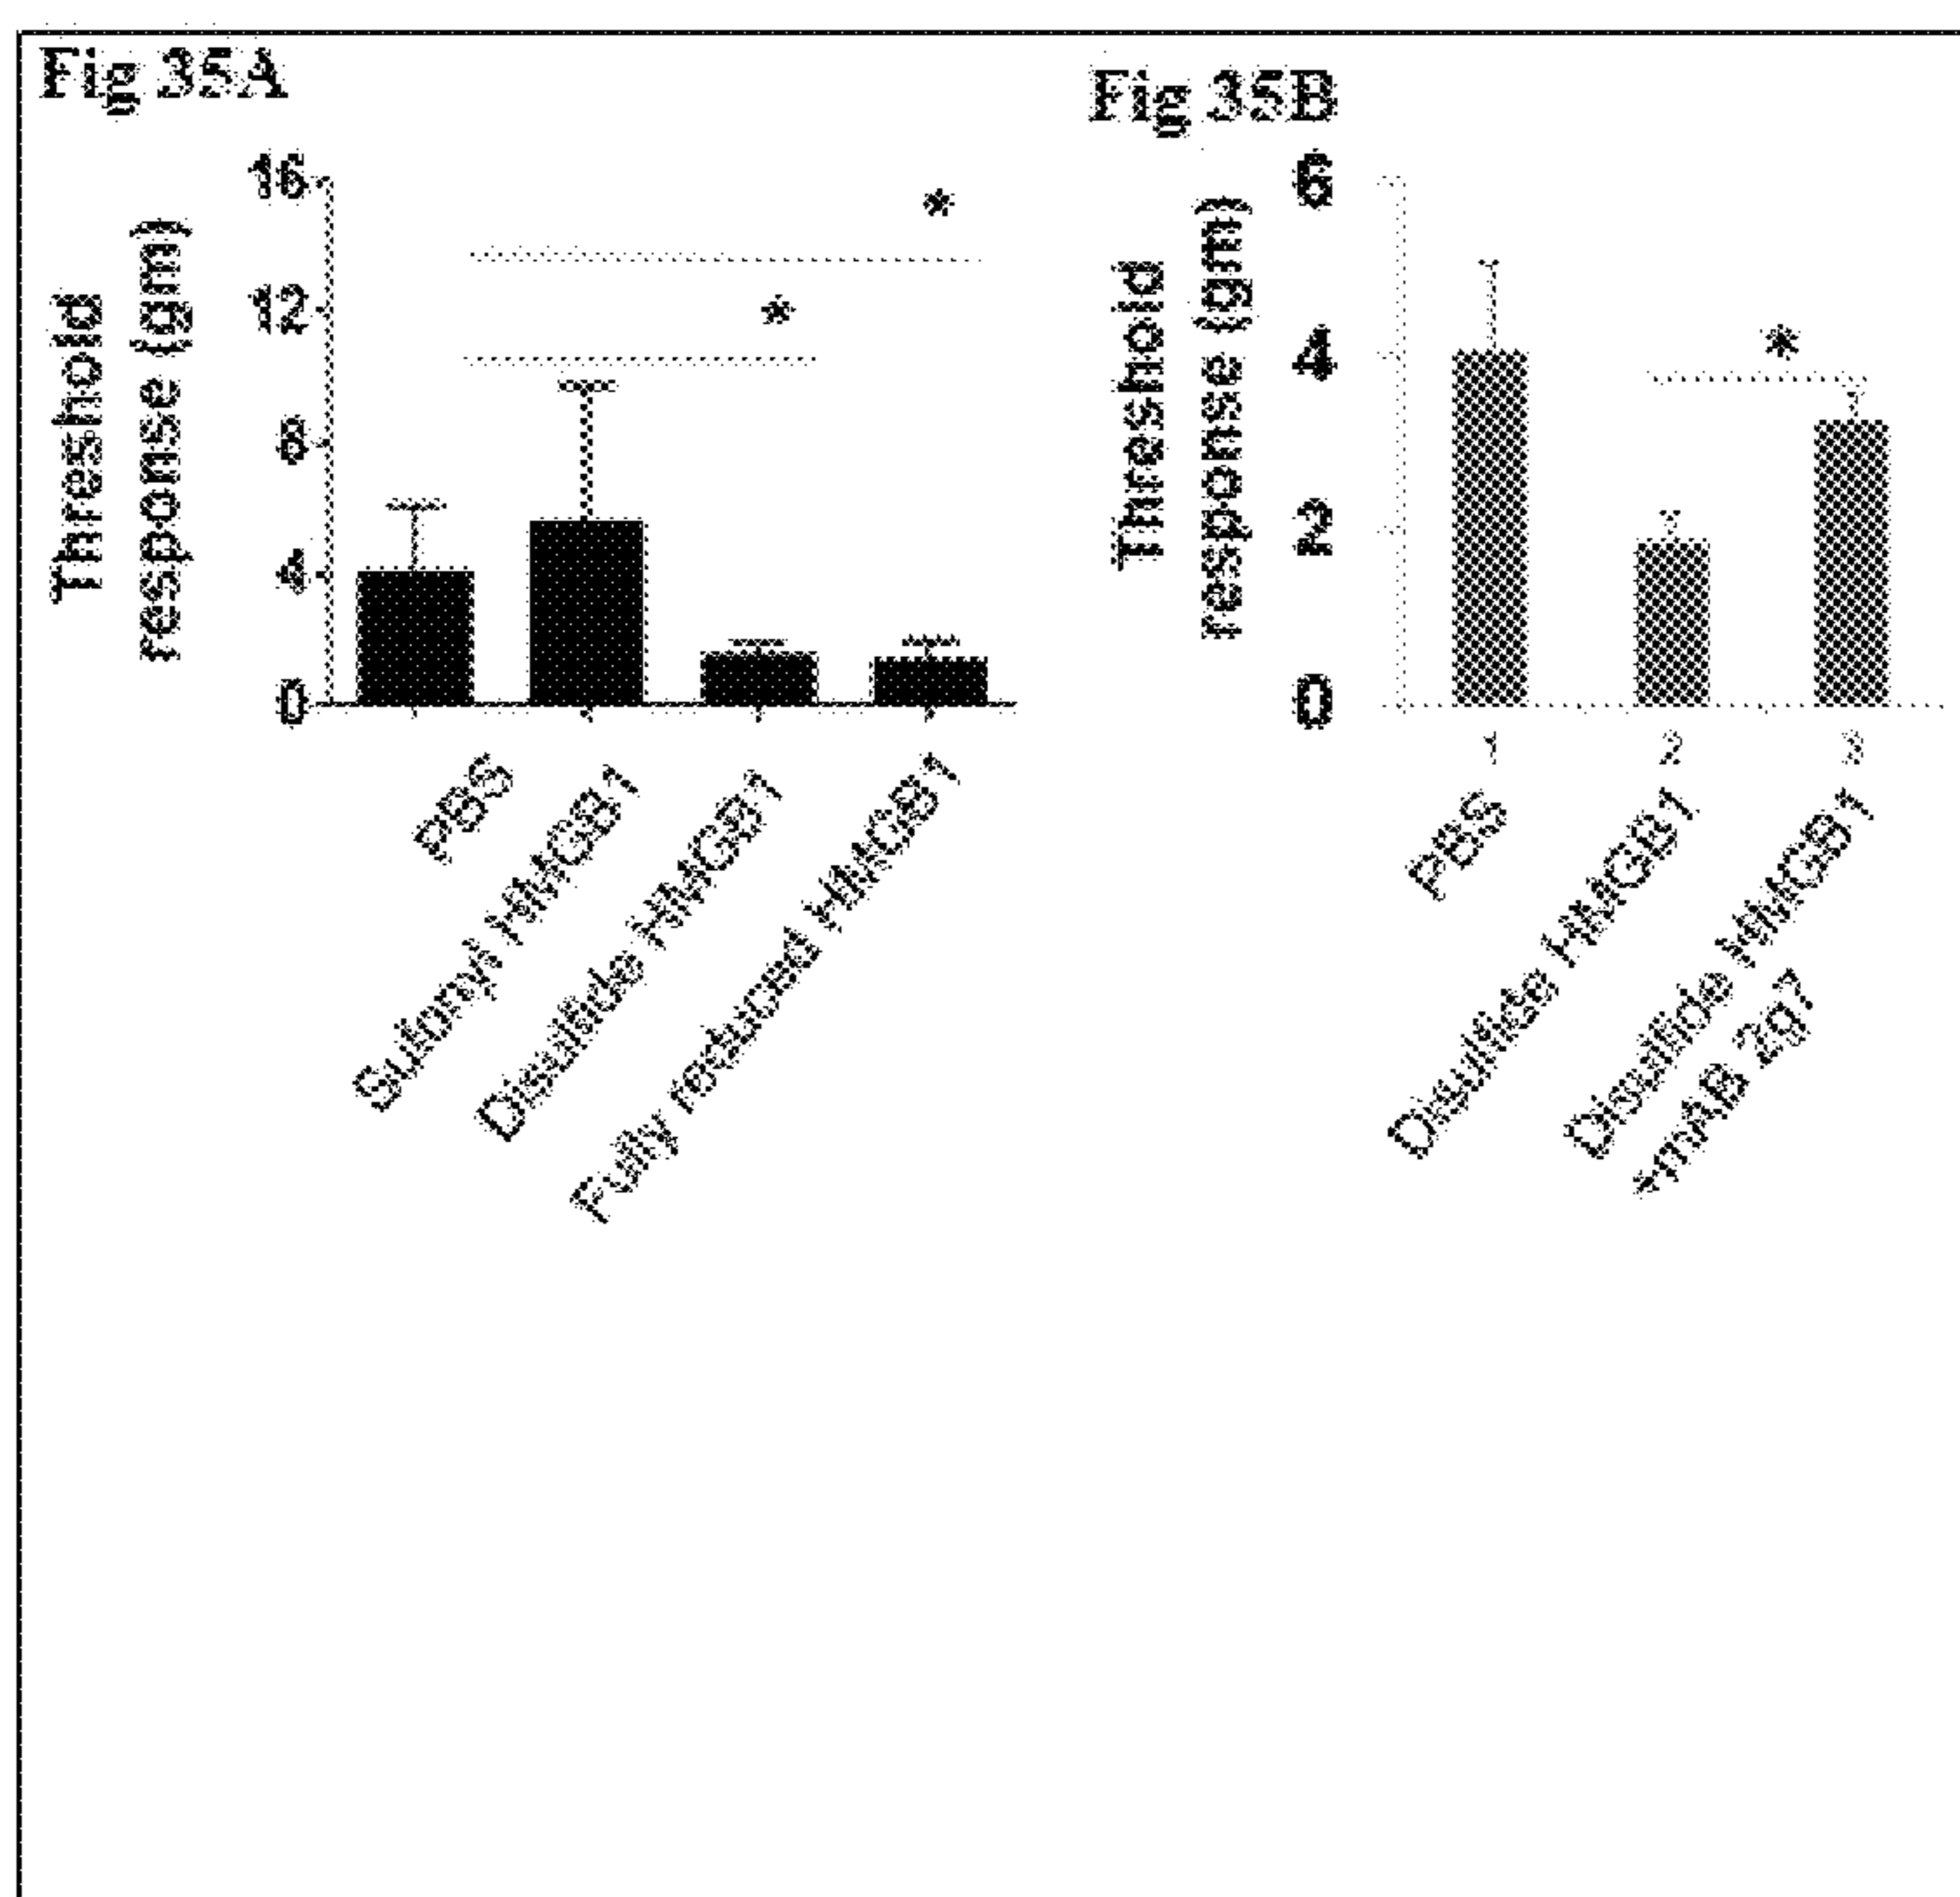 Fig 35A
Threshold
response (gm)
16
12
8
4
0
*
*
PBS
Sulfonyl HMGB1
Disulfide HMGB1
Fully reduced HMGB1
Fig 35B
Threshold
response (gm)
6
4
2
0
*
1
2
3
PBS
Disulfide HMGB1
Disulfide HMGB1
+mAB 2g7